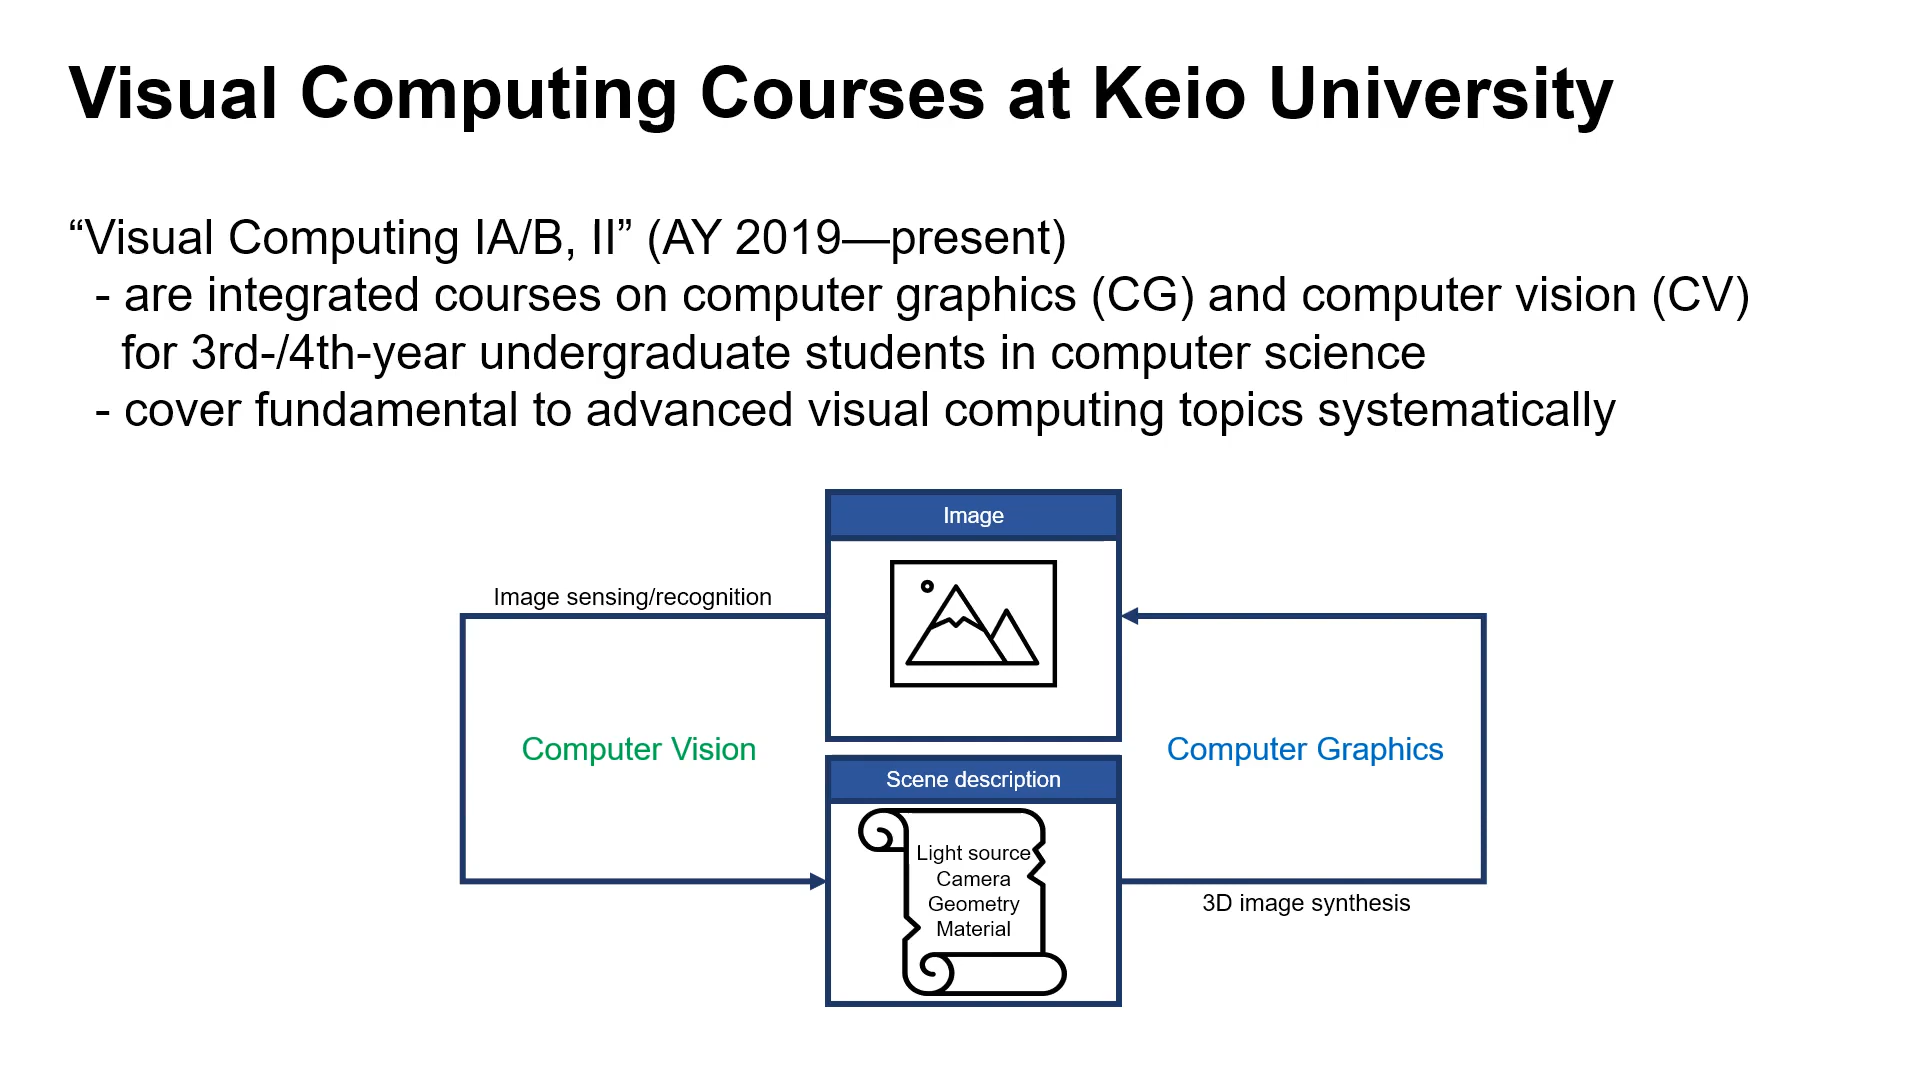 Visual Computing Courses at Keio University
“Visual Computing IA/B, II” (AY 2019—present)
- are integrated courses on computer graphics (CG) and computer vision (CV)
for 3rd-/4th-year undergraduate students in computer science
- cover fundamental to advanced visual computing topics systematically
Image
Image sensing/recognition
Computer Vision
Computer Graphics
Scene description
Light source
Camera
Geometry
Material
3D image synthesis